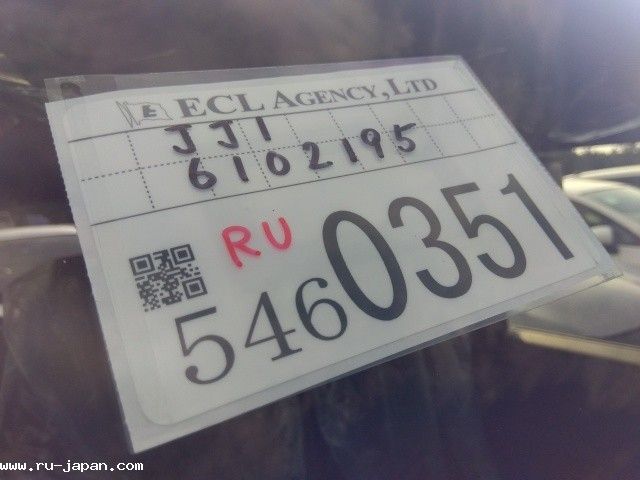 ECL AGENCY,LTD
JJ1
6102195
RU
5460351
www.ru-japan.com